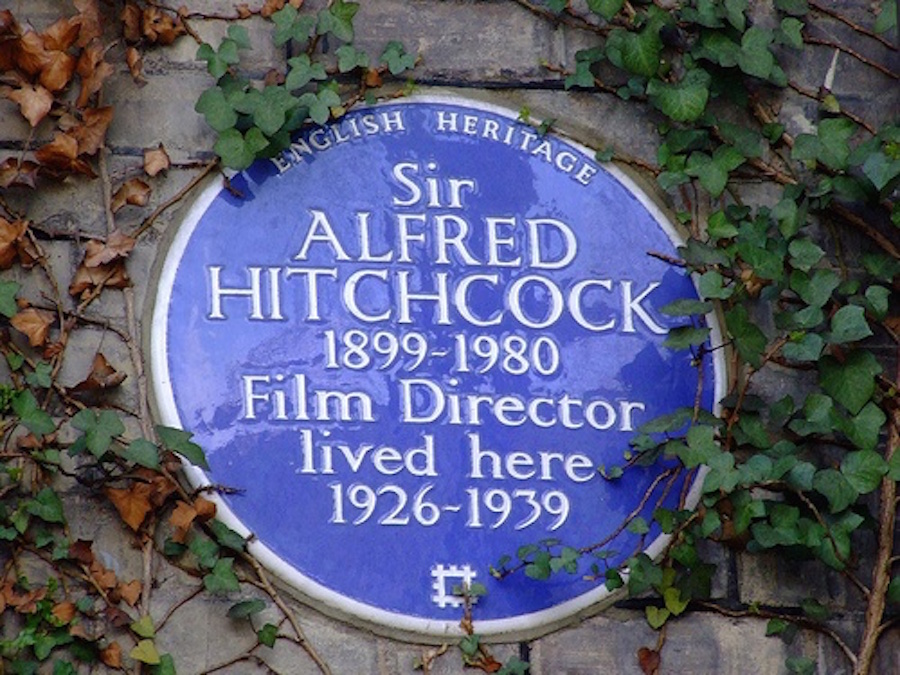 ENGLISH HERITAGE
Sir
ALFRED
HITCHCOCK
1899-1980
Film Director
lived here
1926-1939